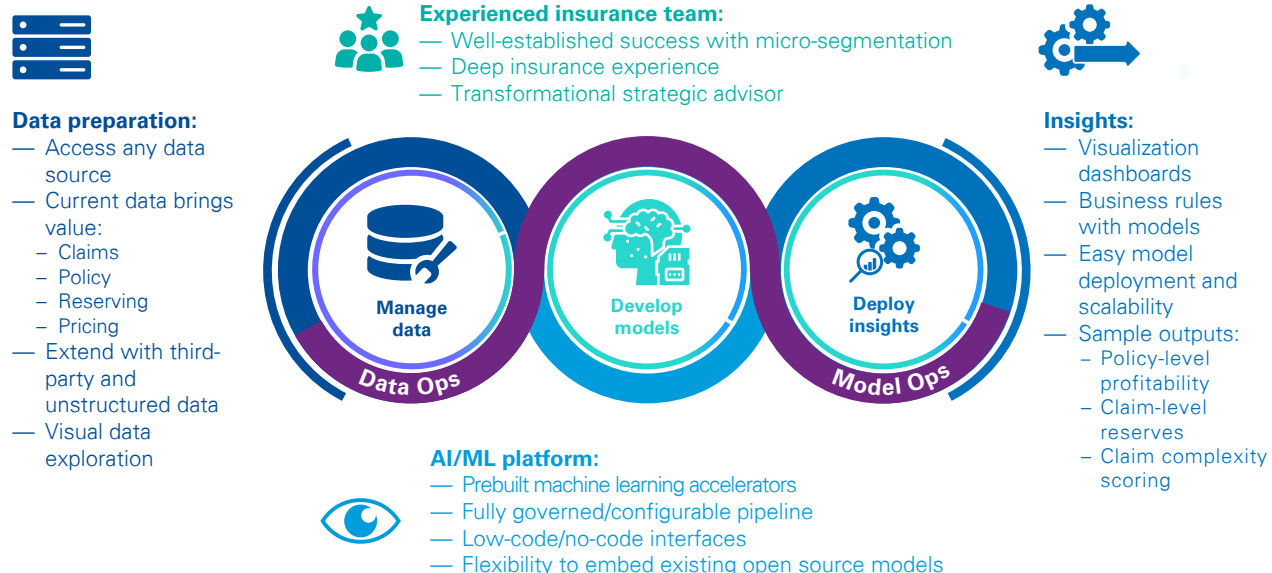 Experienced insurance team:
— Well-established success with micro-segmentation
— Deep insurance experience
— Transformational strategic advisor
Data preparation:
— Access any data
source
— Current data brings
value:
– Claims
– Policy
– Reserving
– Pricing
— Extend with third-
party and
unstructured data
— Visual data
exploration
Manage
data
Data Ops
Develop
models
Deploy
insights
Model Ops
Insights:
— Visualization
dashboards
— Business rules
with models
— Easy model
deployment and
scalability
— Sample outputs:
– Policy-level
profitability
– Claim-level
reserves
– Claim complexity
scoring
AI/ML platform:
— Prebuilt machine learning accelerators
— Fully governed/configurable pipeline
— Low-code/no-code interfaces
— Flexibility to embed existing open source models